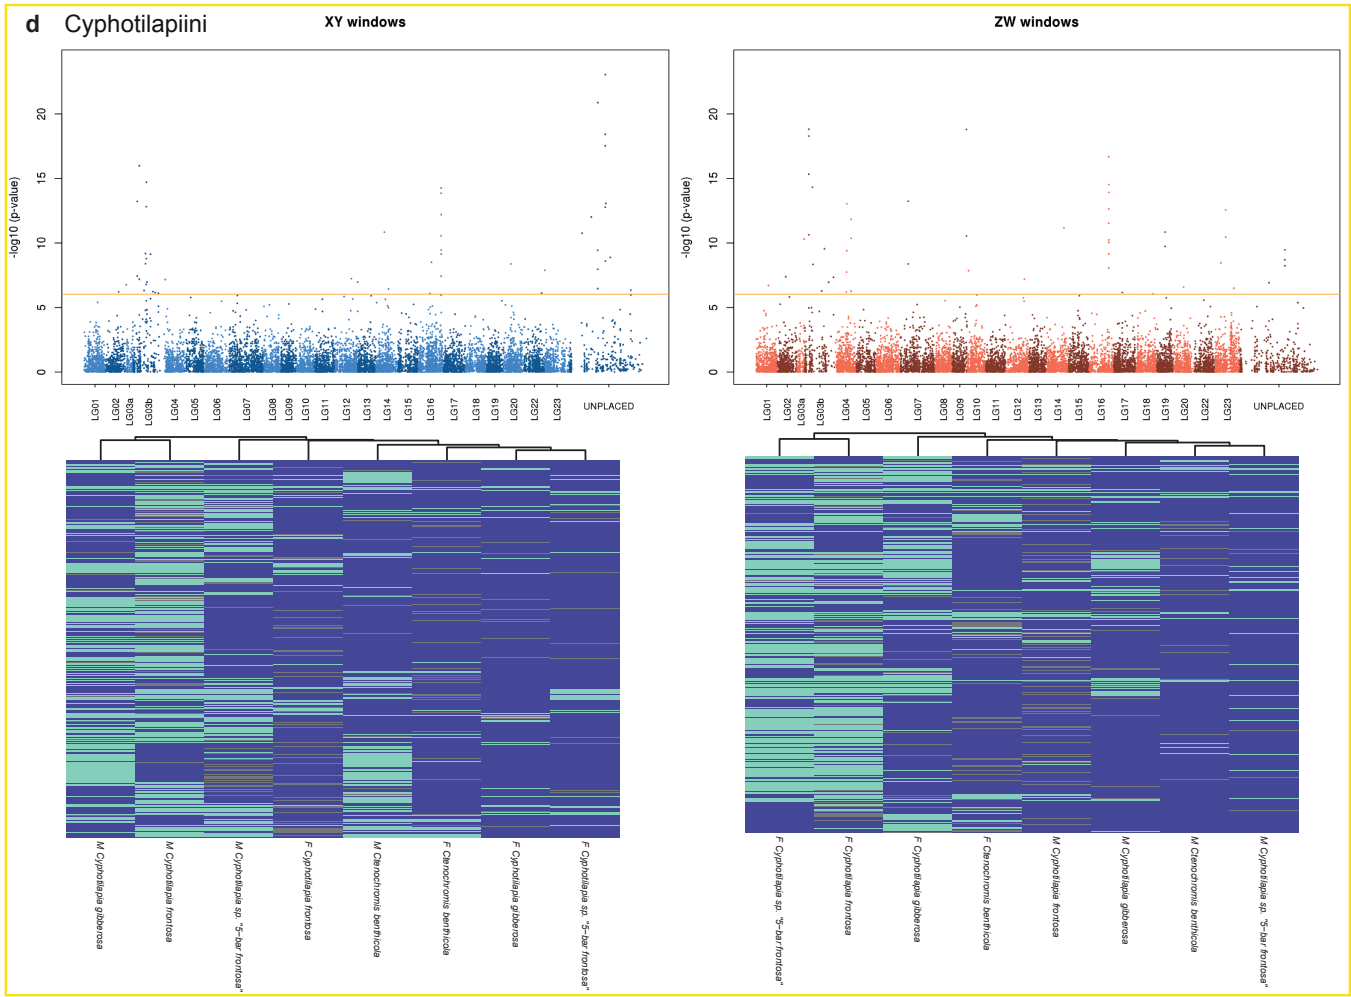 d Cyphotilapiini
XY windows
ZW windows
-log10 (p-value)
20
15
10
5
0
LG01 LG02 LG03a LG03b LG04 LG05 LG06 LG07 LG08 LG09 LG10 LG11 LG12 LG13 LG14 LG15 LG16 LG17 LG18 LG19 LG20 LG22 LG23 UNPLACED
-log10 (p-value)
20
15
10
5
0
LG01 LG02 LG03a LG03b LG04 LG05 LG06 LG07 LG08 LG09 LG10 LG11 LG12 LG13 LG14 LG15 LG16 LG17 LG18 LG19 LG20 LG22 LG23 UNPLACED
M Cyphotilapia gibberosa
M Cyphotilapia frontosa
M Cyphotilapia sp. "5-bar frontosa"
F Cyphotilapia frontosa
M Ctenochromis benthicola
F Ctenochromis benthicola
F Cyphotilapia gibberosa
F Cyphotilapia sp. "5-bar frontosa"
F Cyphotilapia sp. "5-bar frontosa"
F Cyphotilapia frontosa
F Cyphotilapia gibberosa
F Ctenochromis benthicola
M Cyphotilapia frontosa
M Cyphotilapia gibberosa
M Ctenochromis benthicola
M Cyphotilapia sp. "5-bar frontosa"